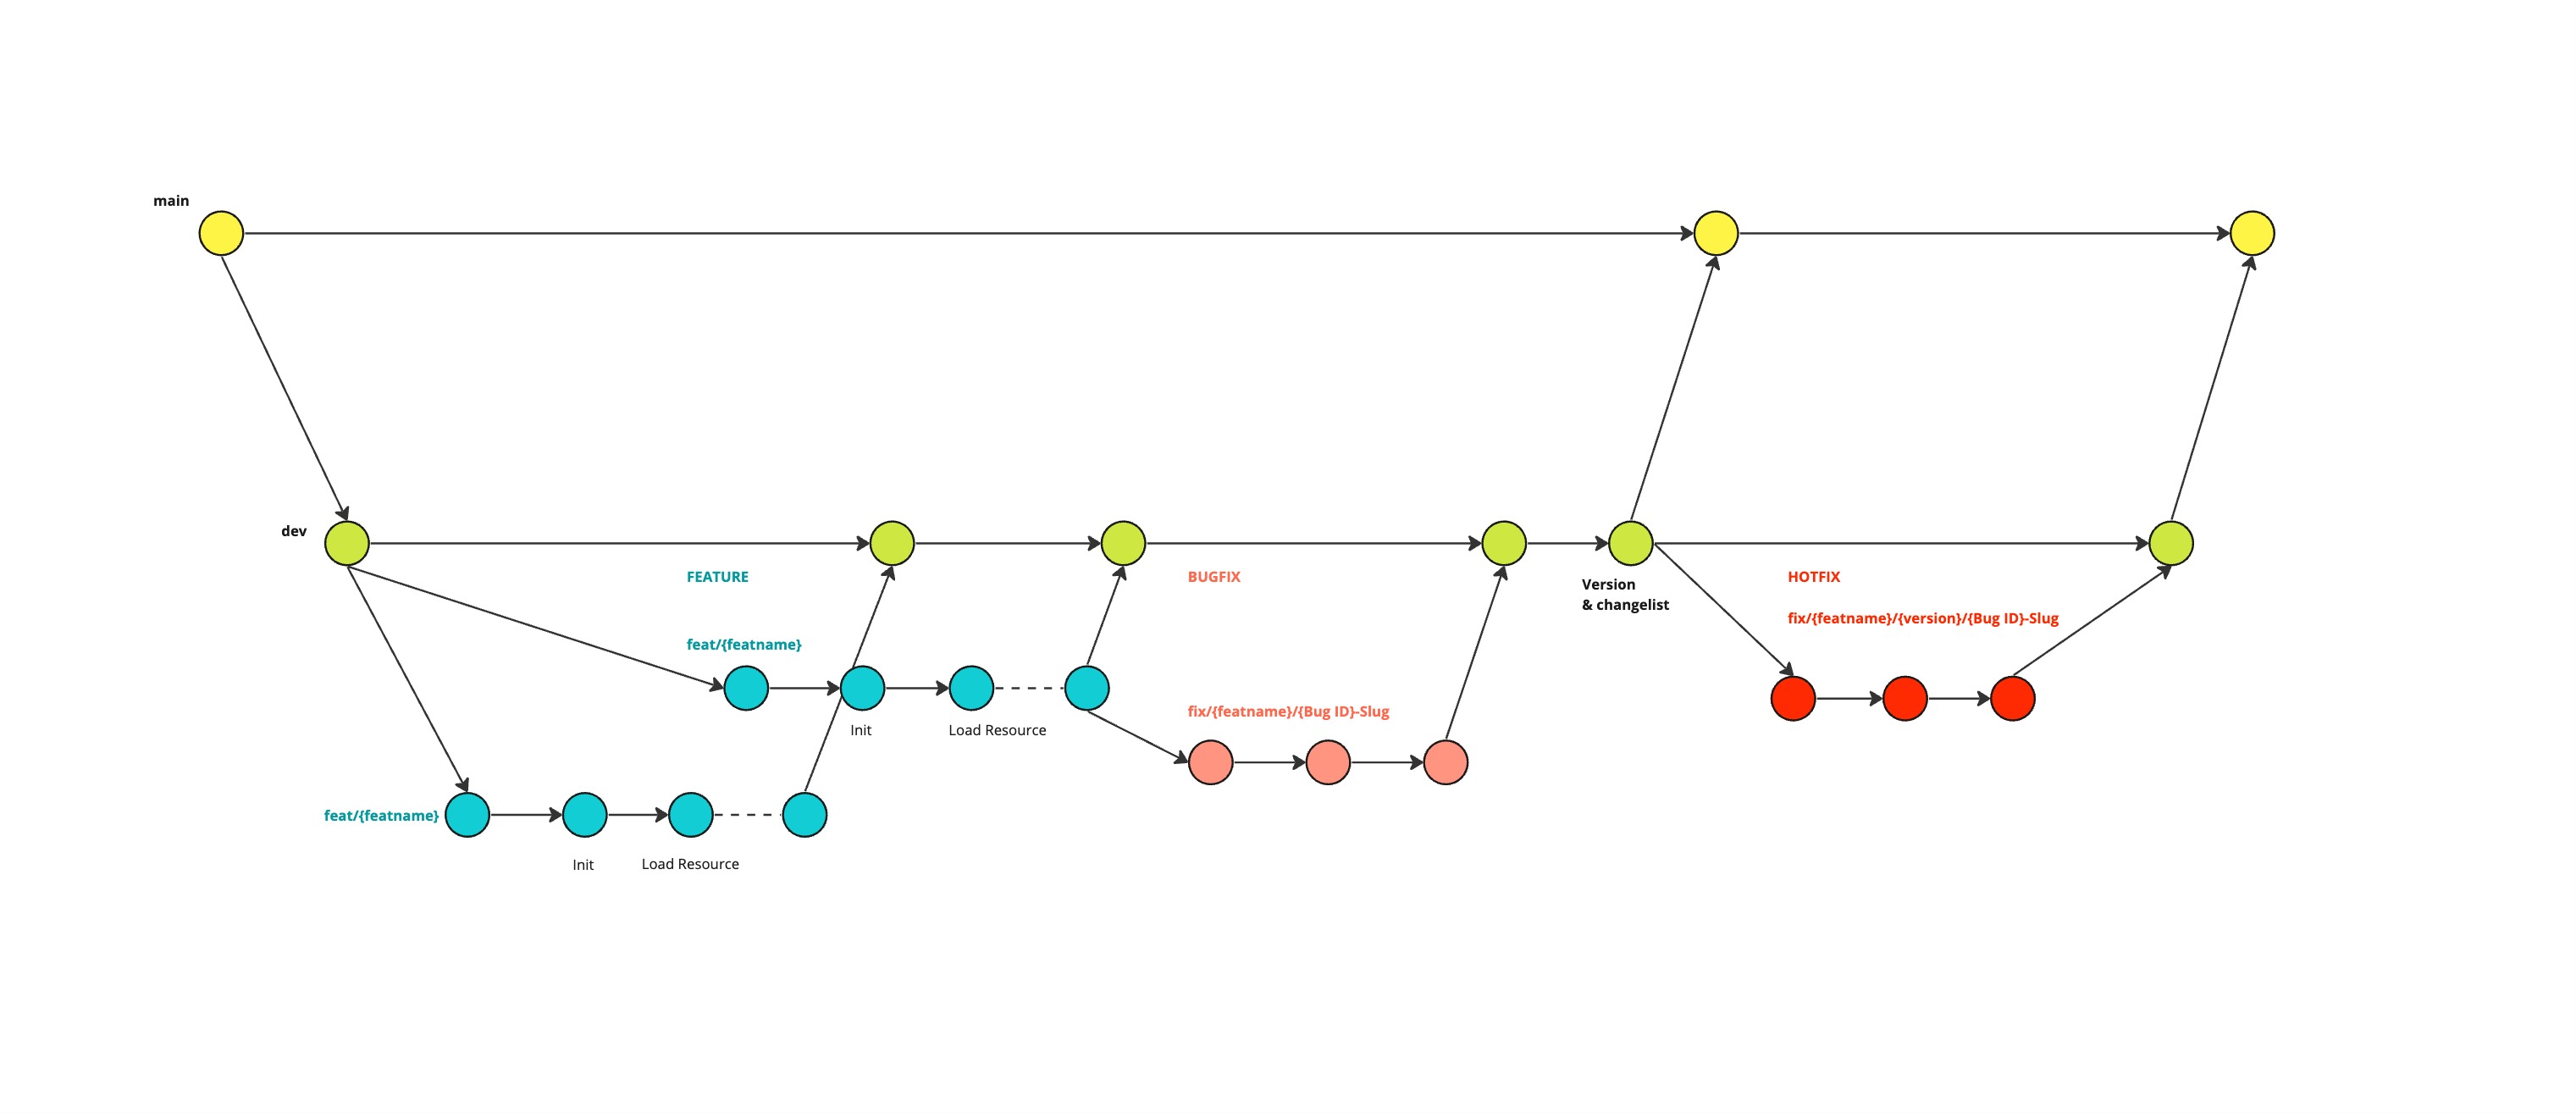 main
dev
FEATURE
BUGFIX
Version
& changelist
HOTFIX
fix/{featname}/{version}/{Bug ID}-Slug
feat/{featname}
fix/{featname}/{Bug ID}-Slug
Init
Load Resource
feat/{featname}
Init
Load Resource